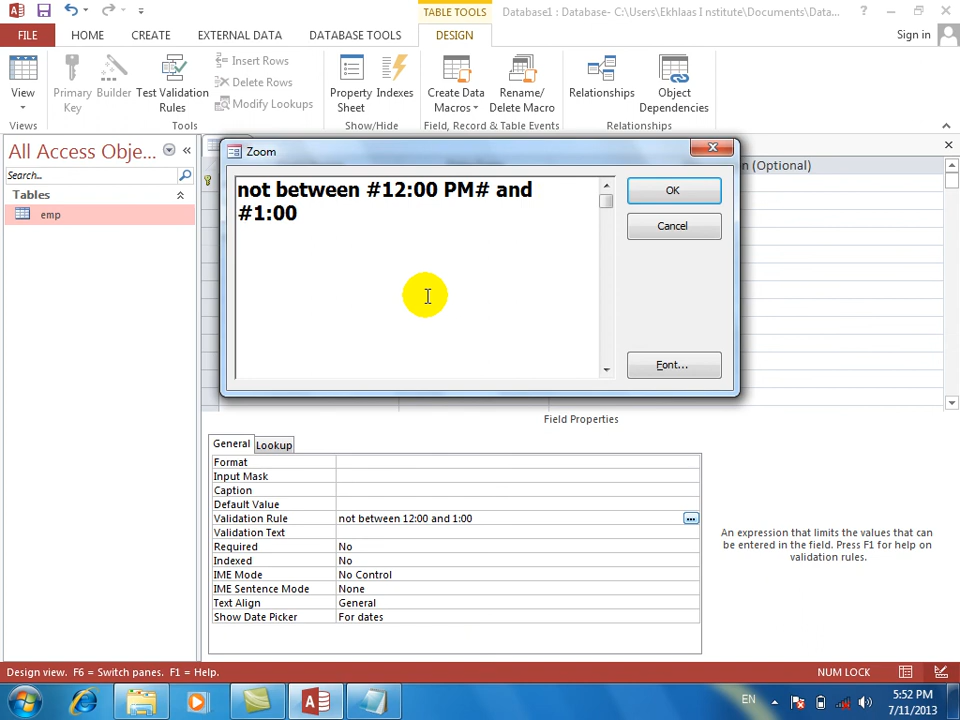 TABLE TOOLS
Database1 : Database- C:\Users\Ekhlaas I nstitute\Documents\Data...
FILE
HOME
CREATE
EXTERNAL DATA
DATABASE TOOLS
DESIGN
Sign in
View
Primary Key
Builder
Test Validation Rules
Insert Rows
Delete Rows
Modify Lookups
Property Sheet
Indexes
Create Data Macros
Rename/ Delete Macro
Relationships
Object Dependencies
Views
Tools
Show/Hide
Field, Record & Table Events
Relationships
All Access Obje...
Search...
Tables
emp
n (Optional)
Zoom
not between #12:00 PM# and
#1:00
OK
Cancel
Font...
Field Properties
General
Lookup
Format
Input Mask
Caption
Default Value
Validation Rule not between 12:00 and 1:00
Validation Text
Required No
Indexed No
IME Mode No Control
IME Sentence Mode None
Text Align General
Show Date Picker For dates
An expression that limits the values that can
be entered in the field. Press F1 for help on
validation rules.
Design view. F6 = Switch panes. F1 = Help.
NUM LOCK
EN
5:52 PM
7/11/2013